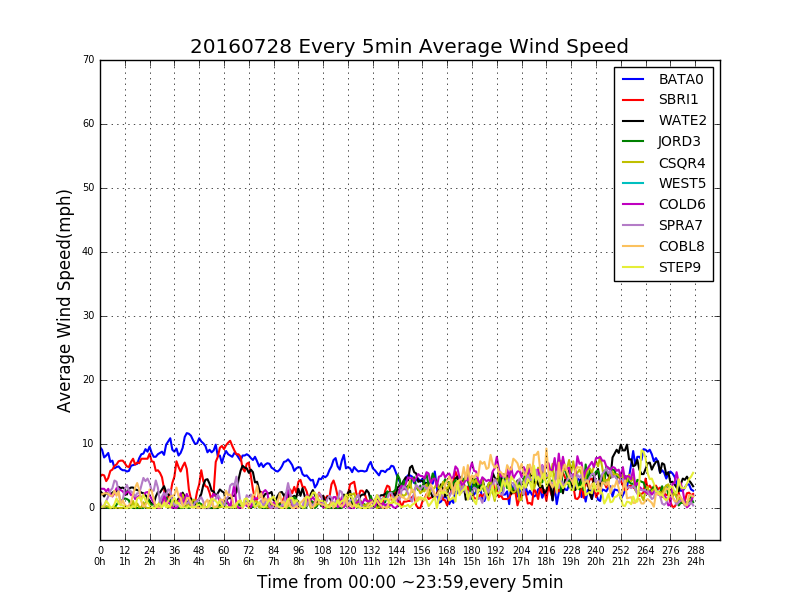 20160728 Every 5min Average Wind Speed
70
60
50
40
30
20
10
0
Average Wind Speed(mph)
BATA0
SBRI1
WATE2
JORD3
CSQR4
WEST5
COLD6
SPRA7
COBL8
STEP9
0 12 24 36 48 60 72 84 96 108 120 132 144 156 168 180 192 204 216 228 240 252 264 276 288
0h 1h 2h 3h 4h 5h 6h 7h 8h 9h 10h 11h 12h 13h 14h 15h 16h 17h 18h 19h 20h 21h 22h 23h 24h
Time from 00:00 ~23:59,every 5min